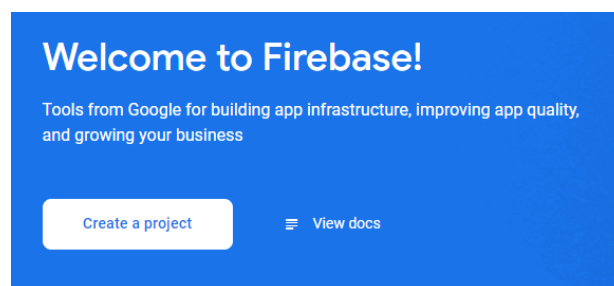 Welcome to Firebase!
Tools from Google for building app infrastructure, improving app quality,
and growing your business
Create a project
View docs